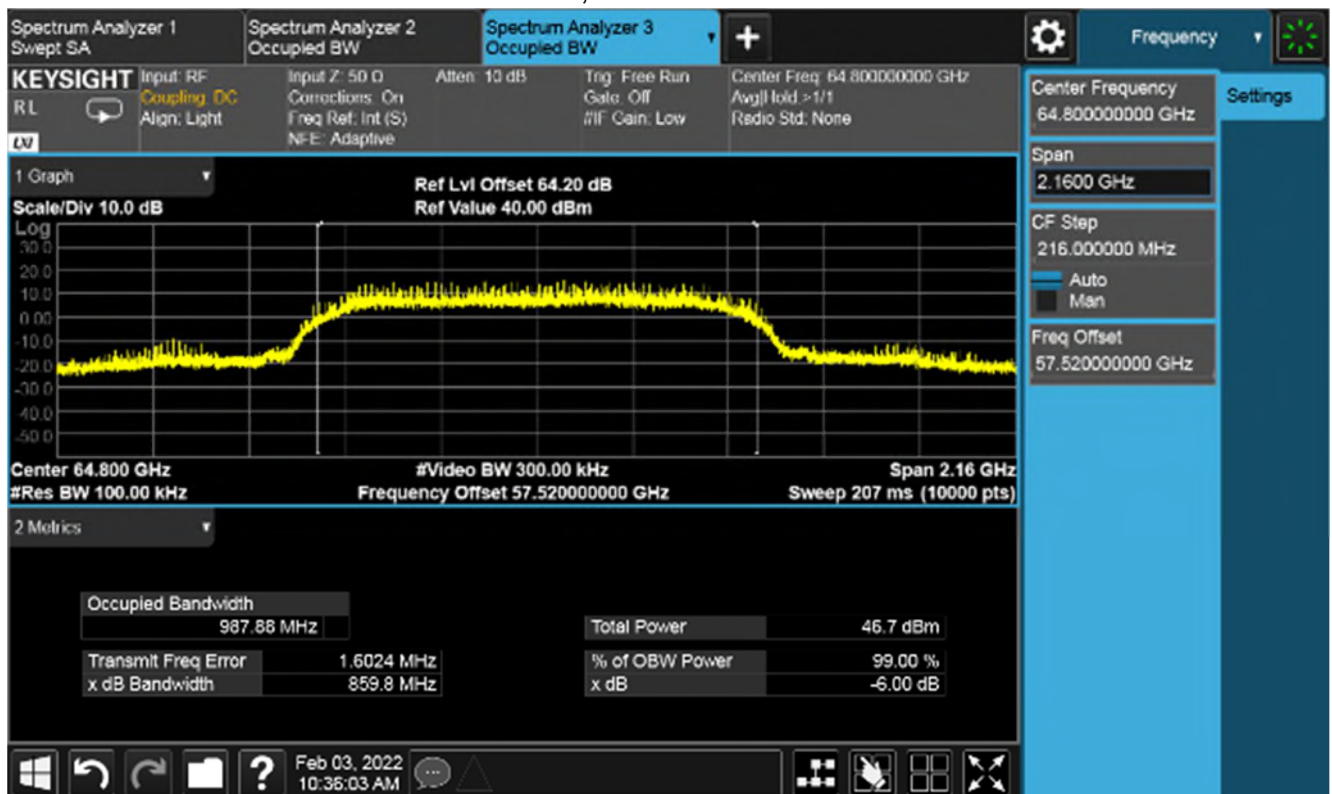 Spectrum Analyzer 1
Swept SA
Spectrum Analyzer 2
Occupied BW
Spectrum Analyzer 3
Occupied BW
Frequency
KEYSIGHT
RL
LXI
Input: RF
Coupling: DC
Align: Light
Input Z: 50 Ω
Corrections: On
Freq Ref: Int (S)
NFE: Adaptive
Atten: 10 dB
Trig: Free Run
Gate: Off
#IF Gain: Low
Center Freq: 64.800000000 GHz
Avg|Hold:>1/1
Radio Std: None
Center Frequency
64.800000000 GHz
Settings
Span
2.1600 GHz
CF Step
216.000000 MHz
Auto
Man
Freq Offset
57.520000000 GHz
1 Graph
Scale/Div 10.0 dB
Ref Lvl Offset 64.20 dB
Ref Value 40.00 dBm
Log
30.0
20.0
10.0
0.00
-10.0
-20.0
-30.0
-40.0
-50.0
Center 64.800 GHz
#Video BW 300.00 kHz
Span 2.16 GHz
#Res BW 100.00 kHz
Frequency Offset 57.520000000 GHz
Sweep 207 ms (10000 pts)
2 Metrics
Occupied Bandwidth
987.88 MHz
Total Power 46.7 dBm
Transmit Freq Error 1.6024 MHz
% of OBW Power 99.00 %
x dB Bandwidth 859.8 MHz
x dB -6.00 dB
Feb 03, 2022
10:36:03 AM